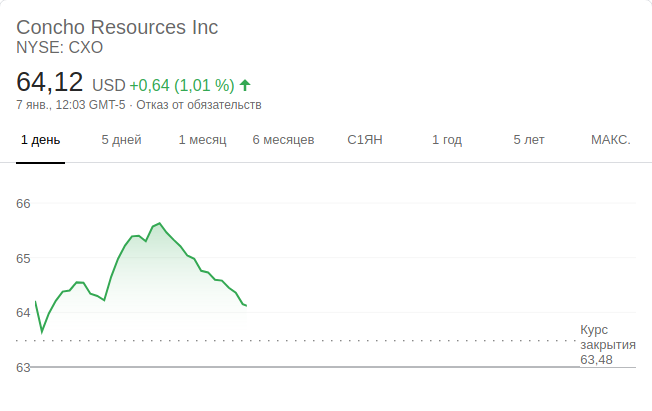 Concho Resources Inc
NYSE: CXO
64,12 USD +0,64 (1,01 %)
7 янв., 12:03 GMT-5 · Отказ от обязательств
1 день 5 дней 1 месяц 6 месяцев С1ЯН 1 год 5 лет МАКС.
66
65
64
Курс
закрытия
63,48
63